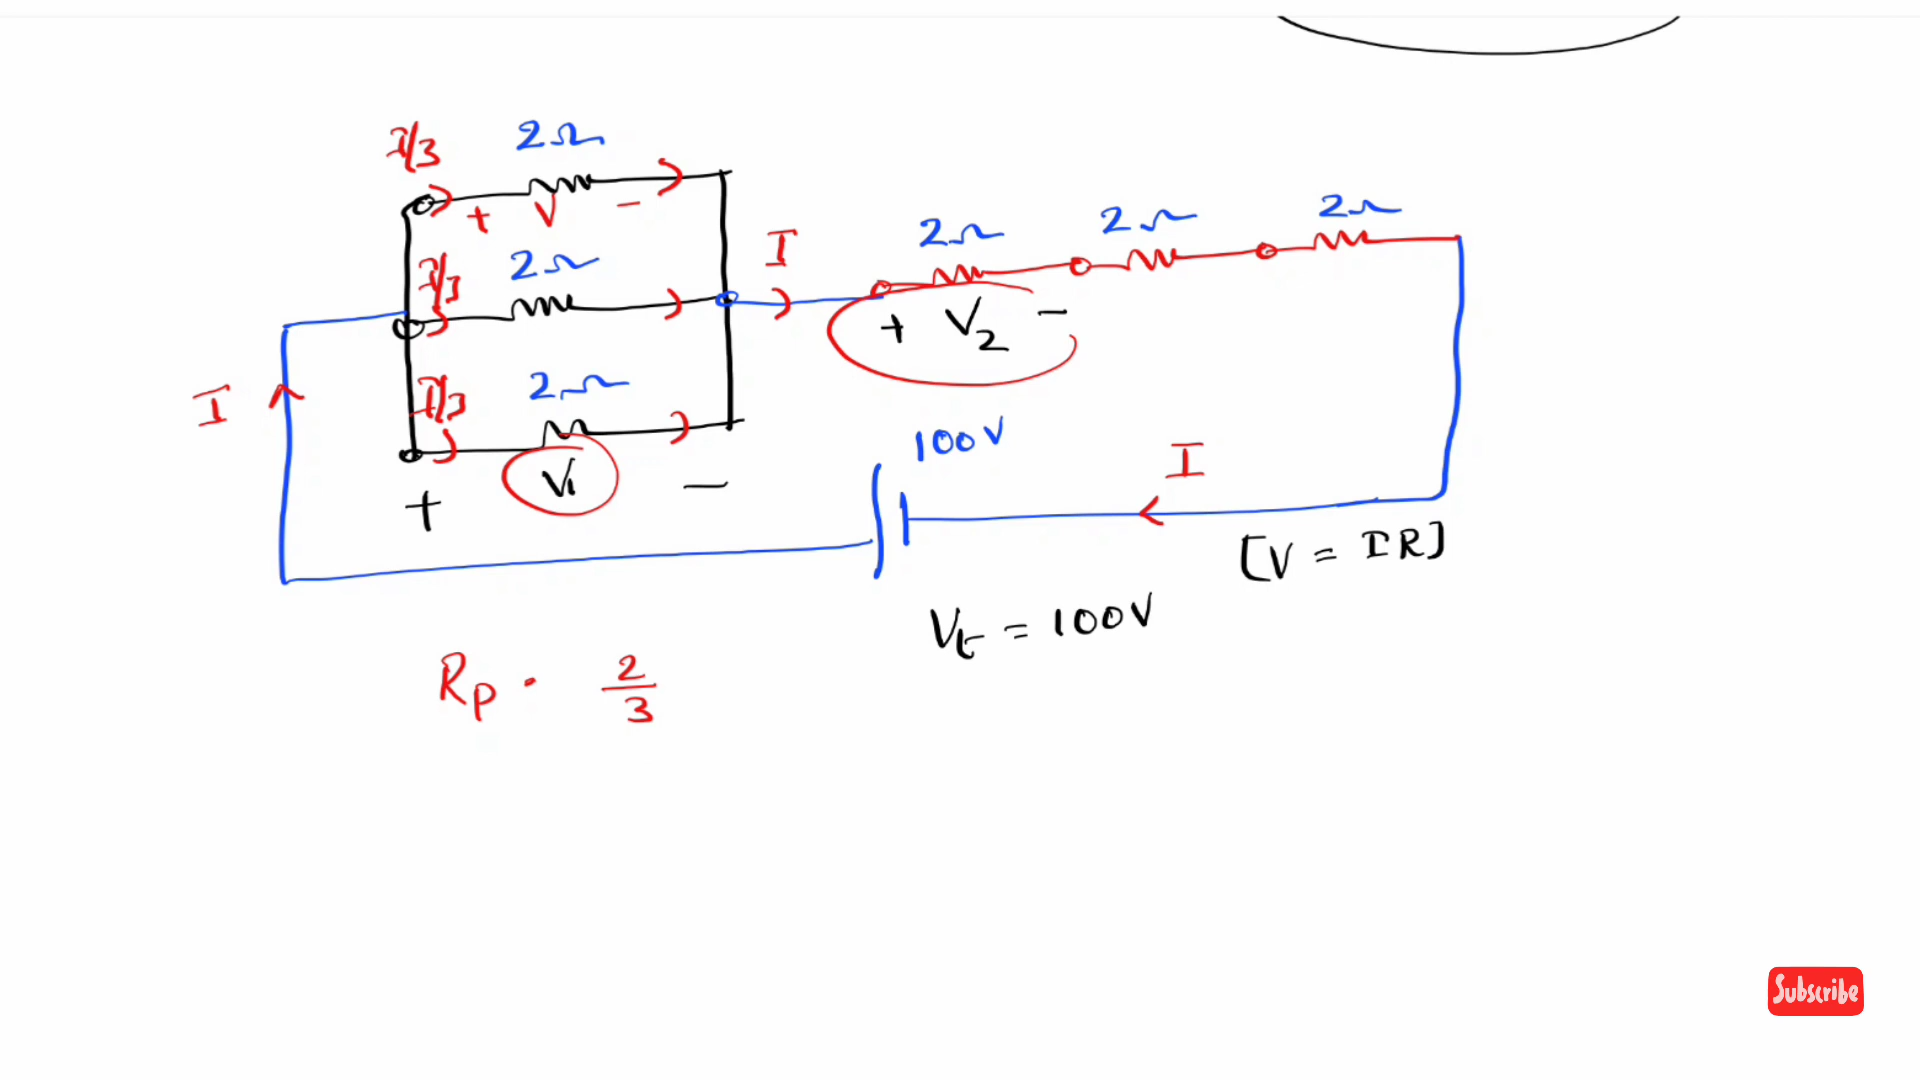 I/3
2Ω
+ V -
I/3
2Ω
I
2Ω
2Ω
2Ω
+ V2 -
I
I/3
2Ω
V1
+ -
100V
I
[V = IR]
Vt = 100V
Rp · 2/3
Subscribe